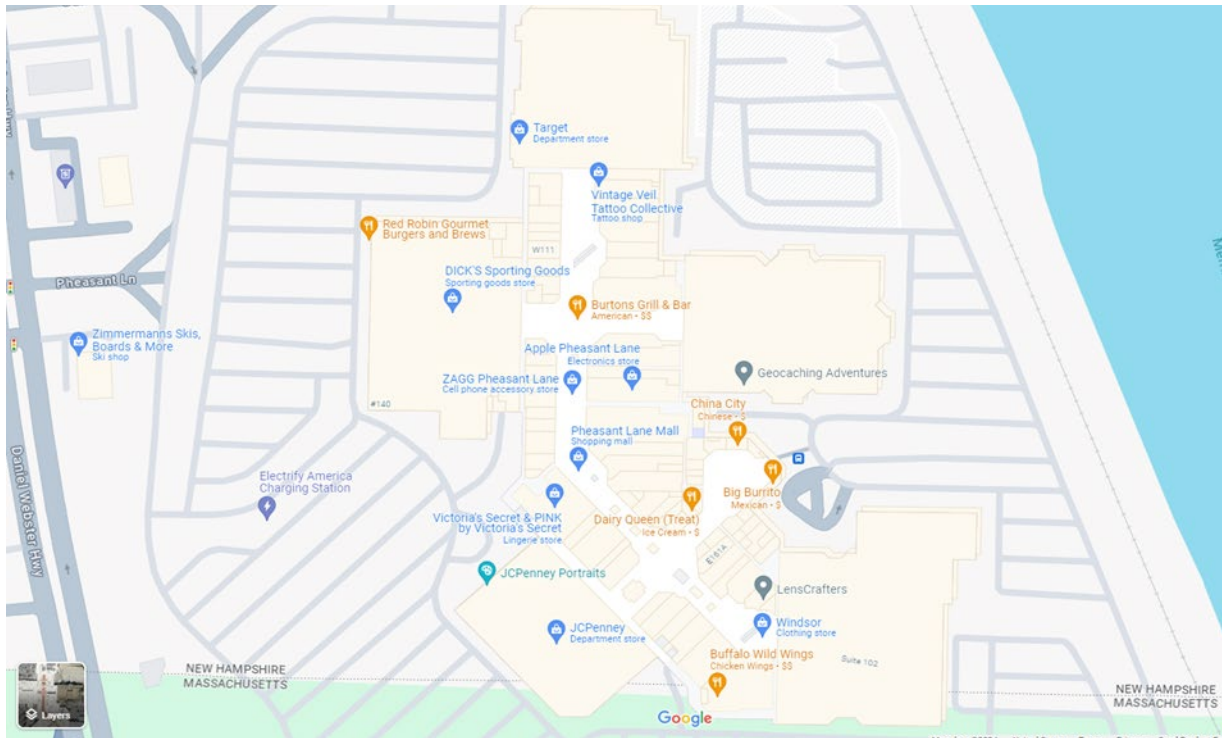 Target
Department store
Vintage Veil
Tattoo Collective
Tattoo shop
Red Robin Gourmet
Burgers and Brews
W111
DICK'S Sporting Goods
Sporting goods store
Pheasant Ln
Burtons Grill & Bar
American • $$
Zimmermanns Skis,
Boards & More
Ski shop
Apple Pheasant Lane
Electronics store
Geocaching Adventures
ZAGG Pheasant Lane
Cell phone accessory store
#140
China City
Chinese • $
Pheasant Lane Mall
Shopping mall
Electrify America
Charging Station
Daniel Webster Hwy
Big Burrito
Mexican • $
Victoria's Secret & PINK
by Victoria's Secret
Lingerie store
Dairy Queen (Treat)
Ice Cream • $
E161A
JCPenney Portraits
LensCrafters
JCPenney
Department store
Windsor
Clothing store
Buffalo Wild Wings
Chicken Wings • $$
Suite 102
NEW HAMPSHIRE
MASSACHUSETTS
NEW HAMPSHIRE
MASSACHUSETTS
Layers
Google